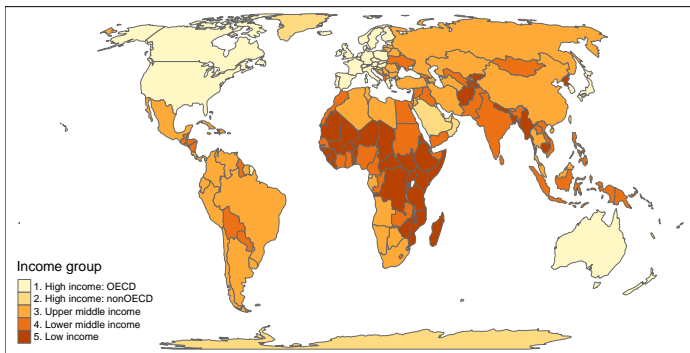 Income group
1. High income: OECD
2. High income: nonOECD
3. Upper middle income
4. Lower middle income
5. Low income